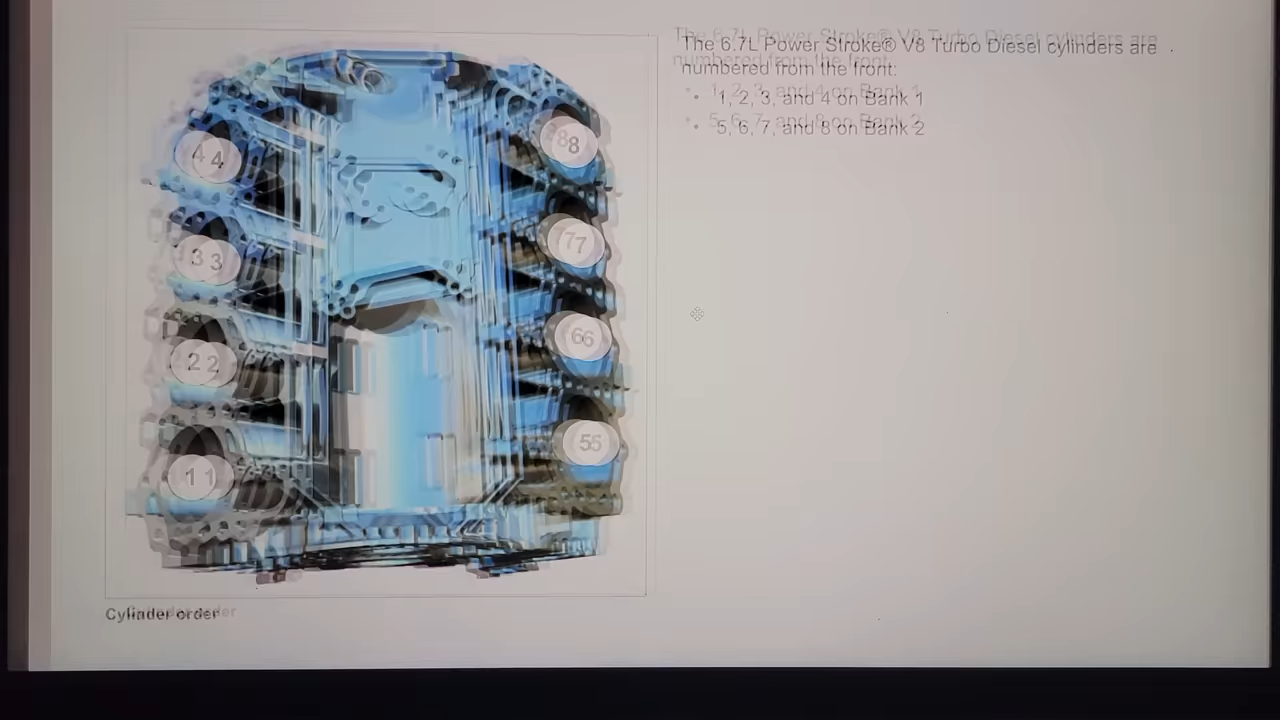 The 6.7L Power Stroke® V8 Turbo Diesel cylinders are
numbered from the front:
• 1, 2, 3, and 4 on Bank 1
• 5, 6, 7, and 8 on Bank 2
4 8
3 7
2 6
1 5
Cylinder order